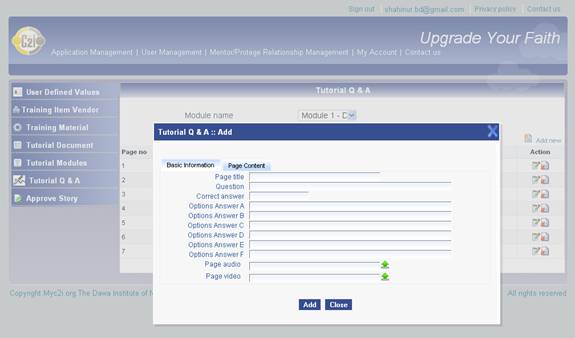 Sign out | shahinur.bd@gmail.com | Privacy policy | Contact us
C2i
Upgrade Your Faith
Application Management | User Management | Mentor/Protege Relationship Management | My Account | Contact us
User Defined Values
Training Item Vendor
Training Material
Tutorial Document
Tutorial Modules
Tutorial Q & A
Approve Story
Tutorial Q & A
Module name Module 1 - D
Add new
Page no Action
1
2
3
4
5
6
7
Tutorial Q & A :: Add
X
Basic Information Page Content
Page title
Question
Correct answer
Options Answer A
Options Answer B
Options Answer C
Options Answer D
Options Answer E
Options Answer F
Page audio
Page video
Add Close
Copyright Myc2i.org The Dawa Institute of All rights reserved